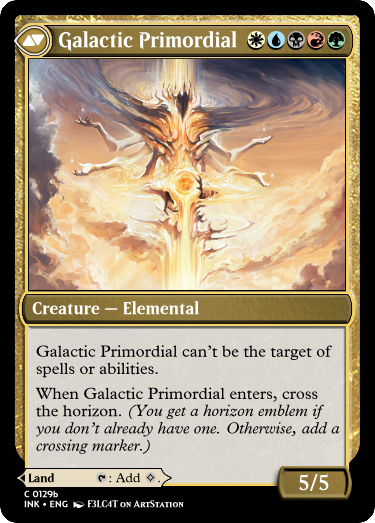 Galactic Primordial
Creature — Elemental
Galactic Primordial can't be the target of
spells or abilities.
When Galactic Primordial enters, cross
the horizon. (You get a horizon emblem if
you don't already have one. Otherwise, add a
crossing marker.)
Land : Add .
5/5
C 0129b
INK • ENG F3LC4T ON ARTSTATION